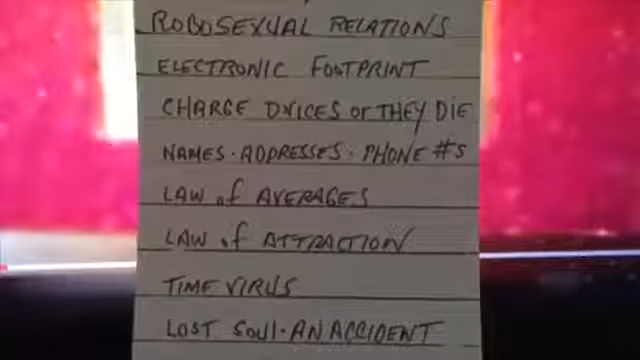 ROBOSEXUAL RELATIONS
ELECTRONIC FOOTPRINT
CHARGE DVICES or THEY DIE
NAMES · ADDRESSES · PHONE #s
LAW of AVERAGES
LAW of ATTRACTION
TIME VIRUS
LOST SOUL · AN ACCIDENT